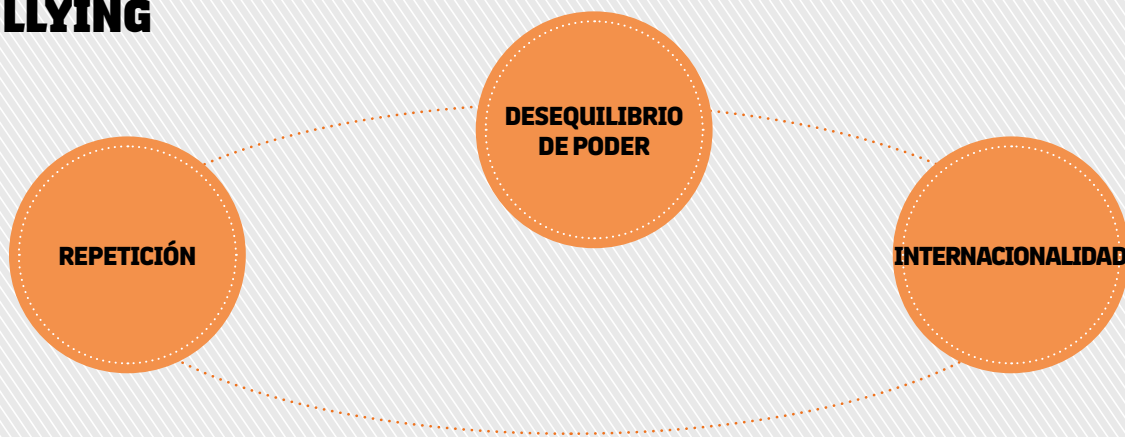 LLYING
DESEQUILIBRIO
DE PODER
REPETICIÓN
INTERNACIONALIDAD